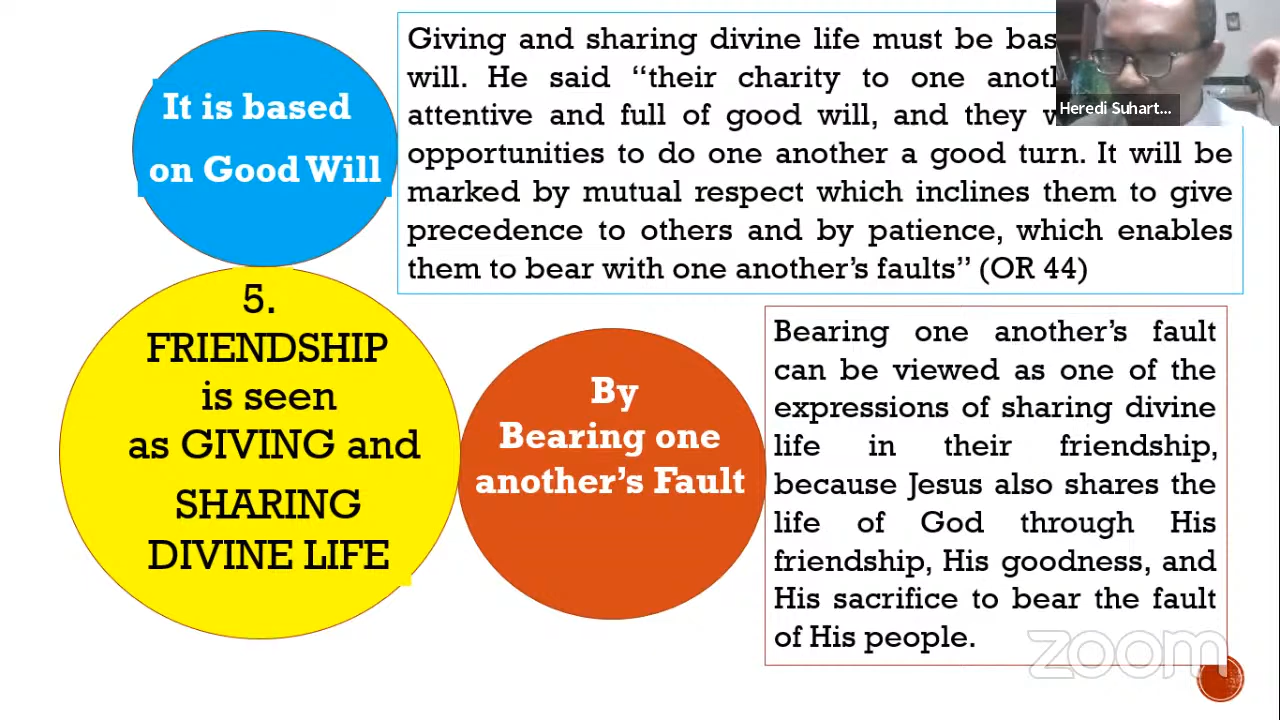 It is based
on Good Will
Giving and sharing divine life must be
will. He said “their charity to one
attentive and full of good will, and they
opportunities to do one another a good turn. It will be
marked by mutual respect which inclines them to give
precedence to others and by patience, which enables
them to bear with one another’s faults” (OR 44)
Heredi Suhart...
5.
FRIENDSHIP
is seen
as GIVING and
SHARING
DIVINE LIFE
By
Bearing one
another’s Fault
Bearing one another’s fault
can be viewed as one of the
expressions of sharing divine
life in their friendship,
because Jesus also shares the
life of God through His
friendship, His goodness, and
His sacrifice to bear the fault
of His people.
zoom